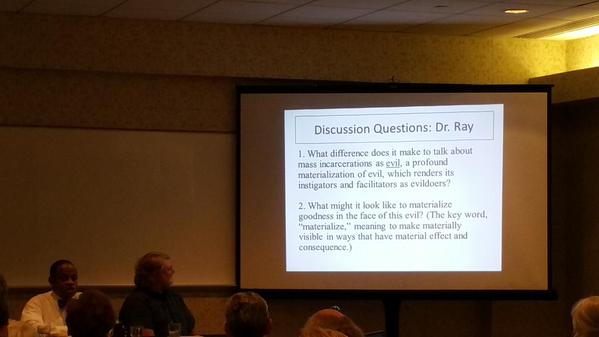 Discussion Questions: Dr. Ray
1. What difference does it make to talk about
mass incarcerations as evil, a profound
materialization of evil, which renders its
instigators and facilitators as evildoers?
2. What might it look like to materialize
goodness in the face of this evil? (The key word,
"materialize," meaning to make materially
visible in ways that have material effect and
consequence.)